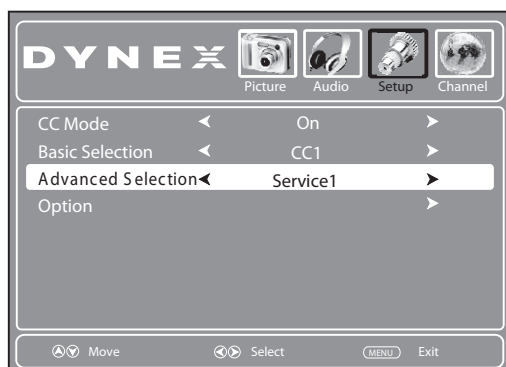 DYNEX
Picture Audio Setup Channel
CC Mode On
Basic Selection CC1
Advanced Selection Service1
Option
Move Select MENU Exit